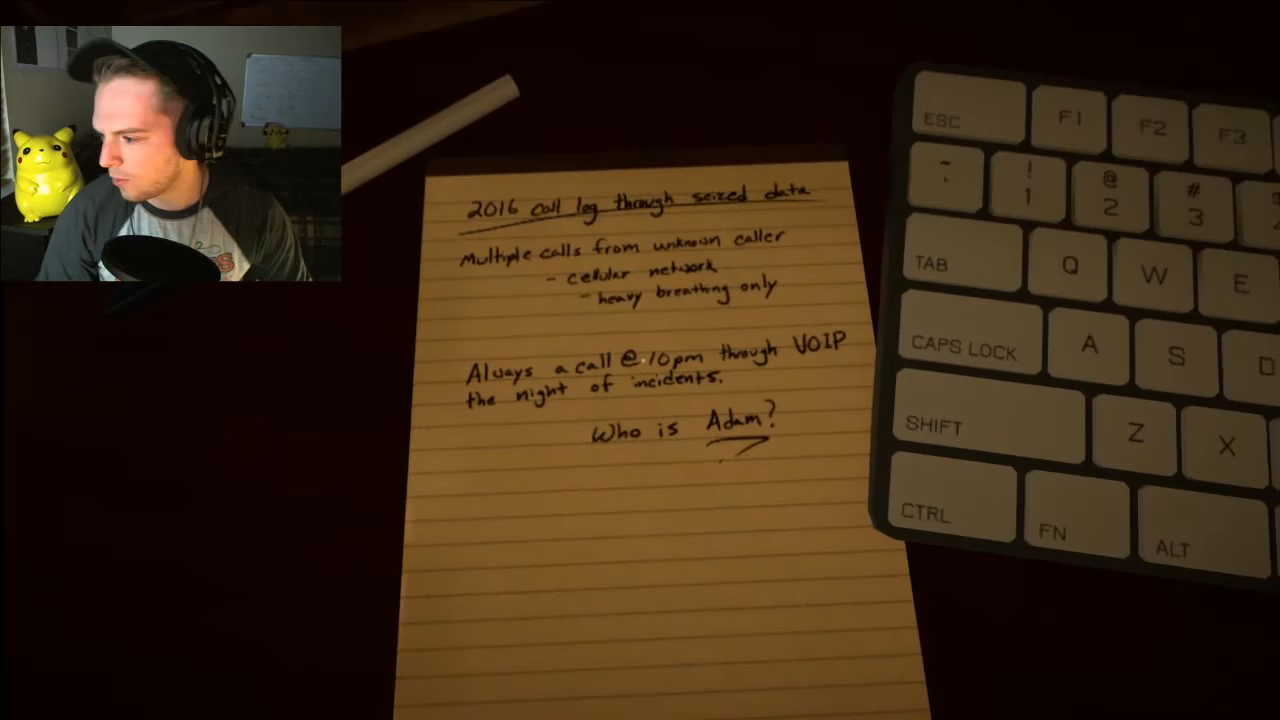 2016 call log through seized data
Multiple calls from unknown caller
- cellular network
- heavy breathing only
Always a call @ 10pm through VOIP
the night of incidents.
Who is Adam?
ESC F1 F2 F3
~ ! @ #
` 1 2 3
TAB Q W E
CAPS LOCK A S D
SHIFT Z X
CTRL FN ALT